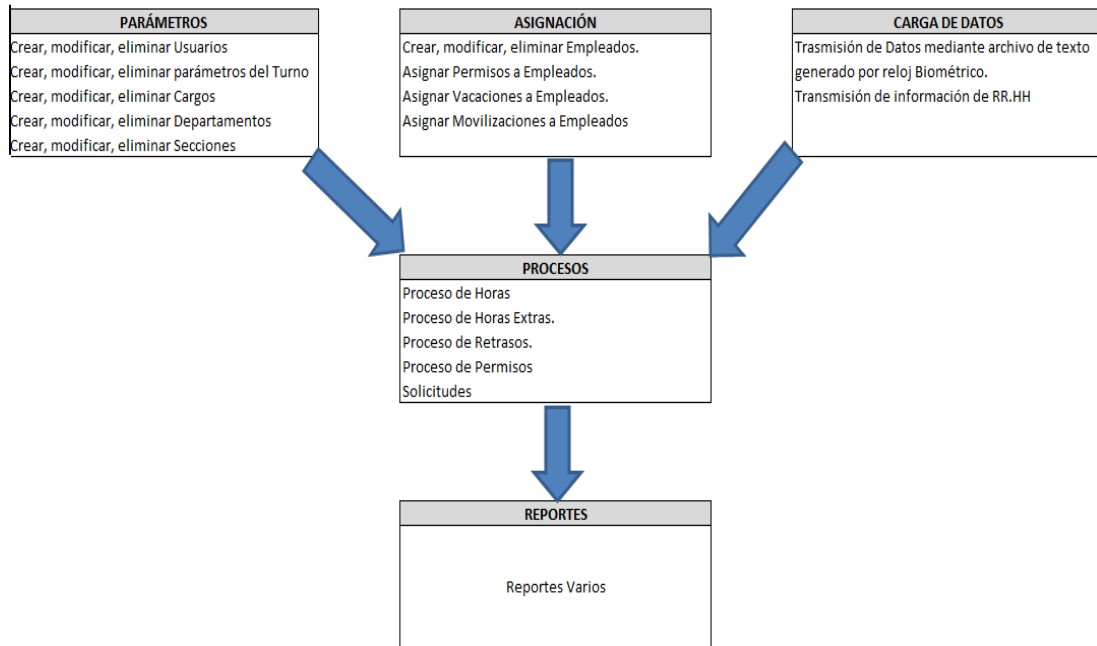 PARÁMETROS
Crear, modificar, eliminar Usuarios
Crear, modificar, eliminar parámetros del Turno
Crear, modificar, eliminar Cargos
Crear, modificar, eliminar Departamentos
Crear, modificar, eliminar Secciones
ASIGNACIÓN
Crear, modificar, eliminar Empleados.
Asignar Permisos a Empleados.
Asignar Vacaciones a Empleados.
Asignar Movilizaciones a Empleados
CARGA DE DATOS
Trasmisión de Datos mediante archivo de texto
generado por reloj Biométrico.
Transmisión de información de RR.HH
PROCESOS
Proceso de Horas
Proceso de Horas Extras.
Proceso de Retrasos.
Proceso de Permisos
Solicitudes
REPORTES
Reportes Varios